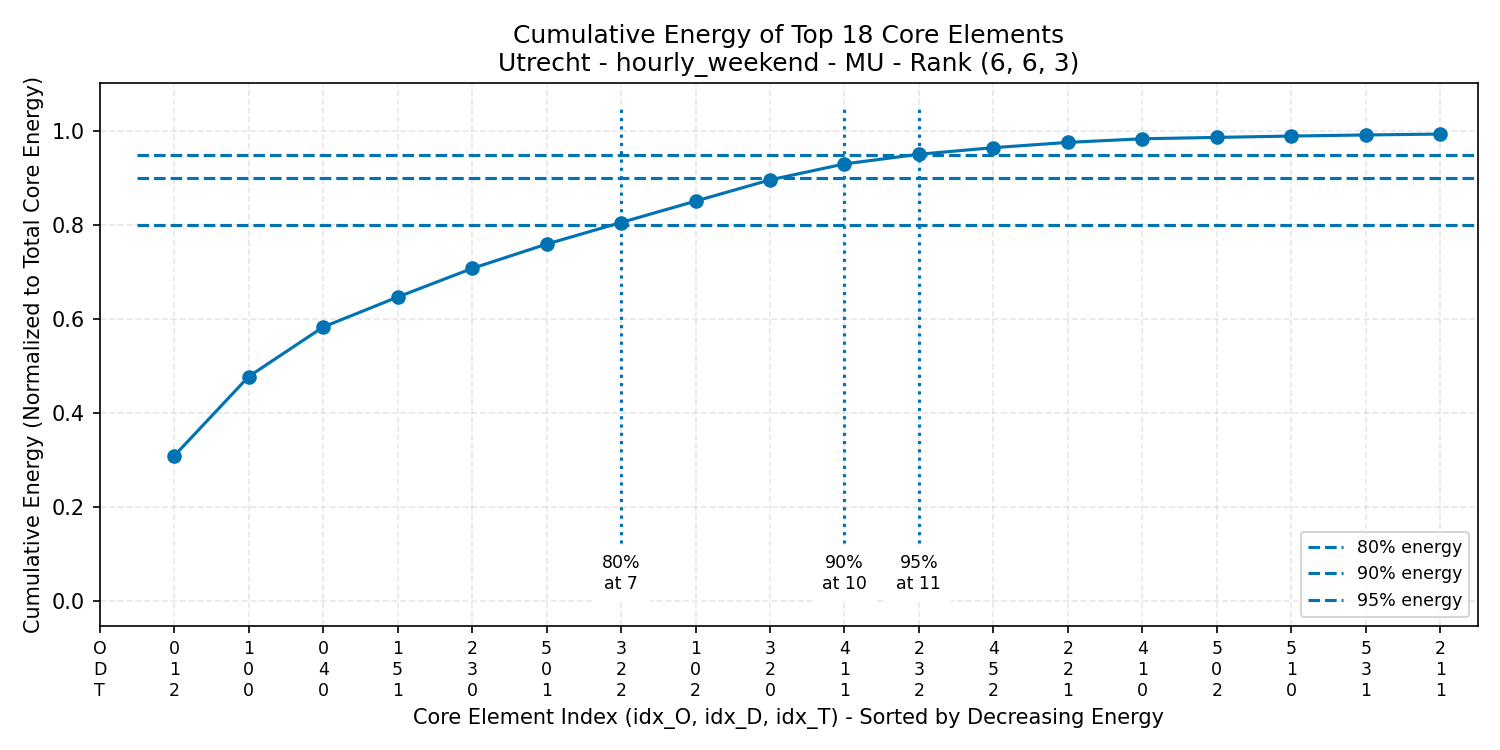 Cumulative Energy of Top 18 Core Elements
Utrecht - hourly_weekend - MU - Rank (6, 6, 3)
Cumulative Energy (Normalized to Total Core Energy)
1.0
0.8
0.6
0.4
0.2
0.0
80%
at 7
90%
at 10
95%
at 11
80% energy
90% energy
95% energy
O 0 1 0 1 2 5 3 1 3 4 2 4 2 4 5 5 5 2
D 1 0 4 5 3 0 2 0 2 1 3 5 2 1 0 1 3 1
T 2 0 0 1 0 1 2 2 0 1 2 2 1 0 2 0 1 1
Core Element Index (idx_O, idx_D, idx_T) - Sorted by Decreasing Energy